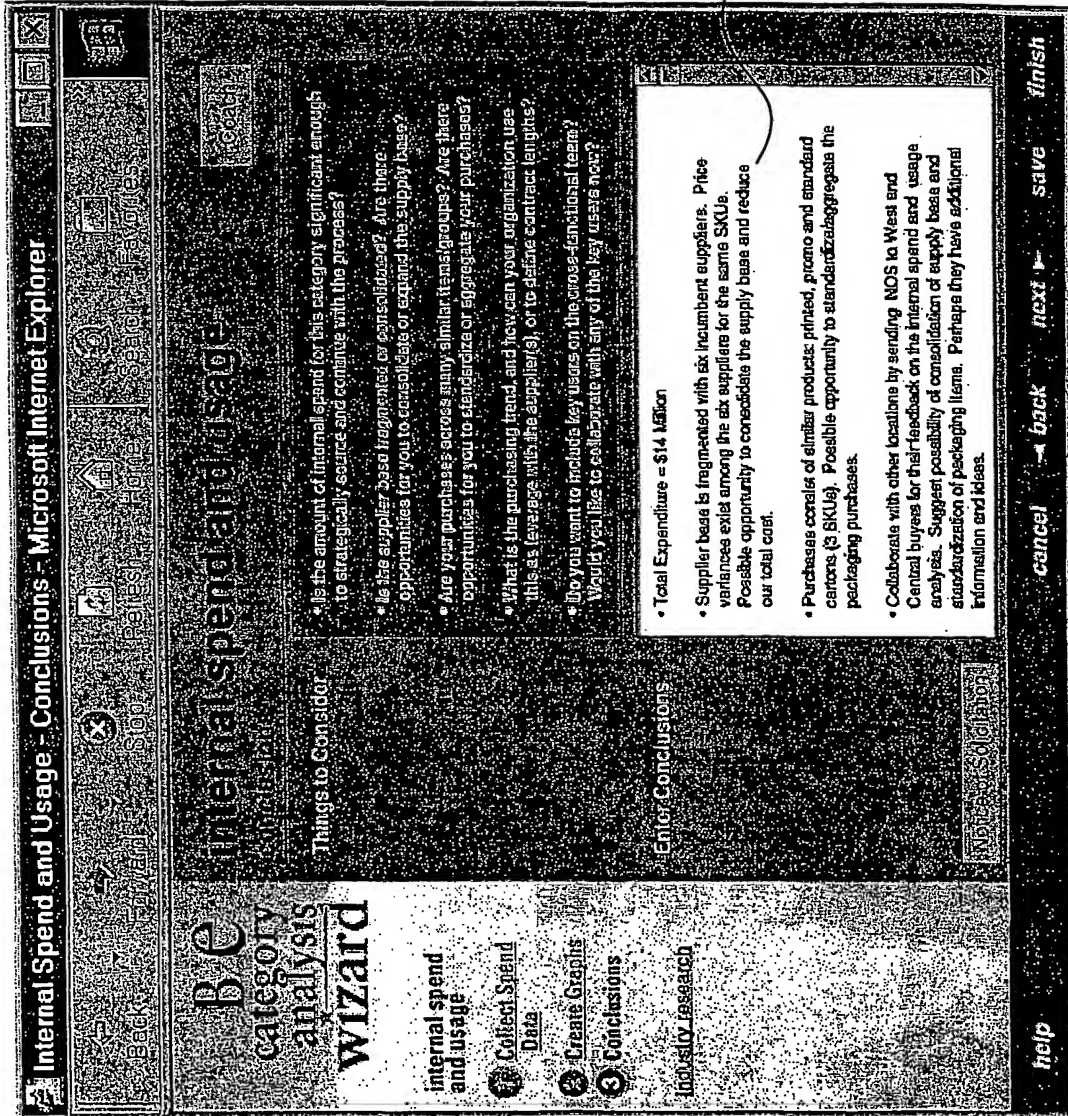 Internal Spend and Usage - Conclusions - Microsoft Internet Explorer
Back
Forward
Stop
Refresh
Home
Search
Favorites
Be
category
analysis
wizard
internal spend
and usage
1 Collect Spend
Data
2 Create Graphs
3 Conclusions
Industry research
internal spend and usage
conclusions
Things to Consider
• Is the amount of internal spend for this category significant enough
to strategically source and continue with the process?
• Is the supplier base fragmented or consolidated? Are there
opportunities for you to consolidate or expand the supply base?
• Are your purchases across many similar items/groups? Are there
opportunities for you to standardize or aggregate your purchases?
• What is the purchasing trend, and how can your organization use
this as leverage with the supplier(s), or to define contract lengths?
• Do you want to include key users on the cross-functional team?
Would you like to collaborate with any of the key users now?
Enter Conclusions
• Total Expenditure = $14 Million
• Supplier base is fragmented with six incumbent suppliers. Price
variances exist among the six suppliers for the same SKUs.
Possible opportunity to consolidate the supply base and reduce
our total cost.
• Purchases consist of similar products: printed, promo and standard
cartons (3 SKUs). Possible opportunity to standardize/aggregate the
packaging purchases.
• Collaborate with other locations by sending NOS to West and
Central buyers for their feedback on the internal spend and usage
analysis. Suggest possibility of consolidation of supply base and
standardization of packaging items. Perhaps they have additional
information and ideas.
help
cancel
back
next
save
finish